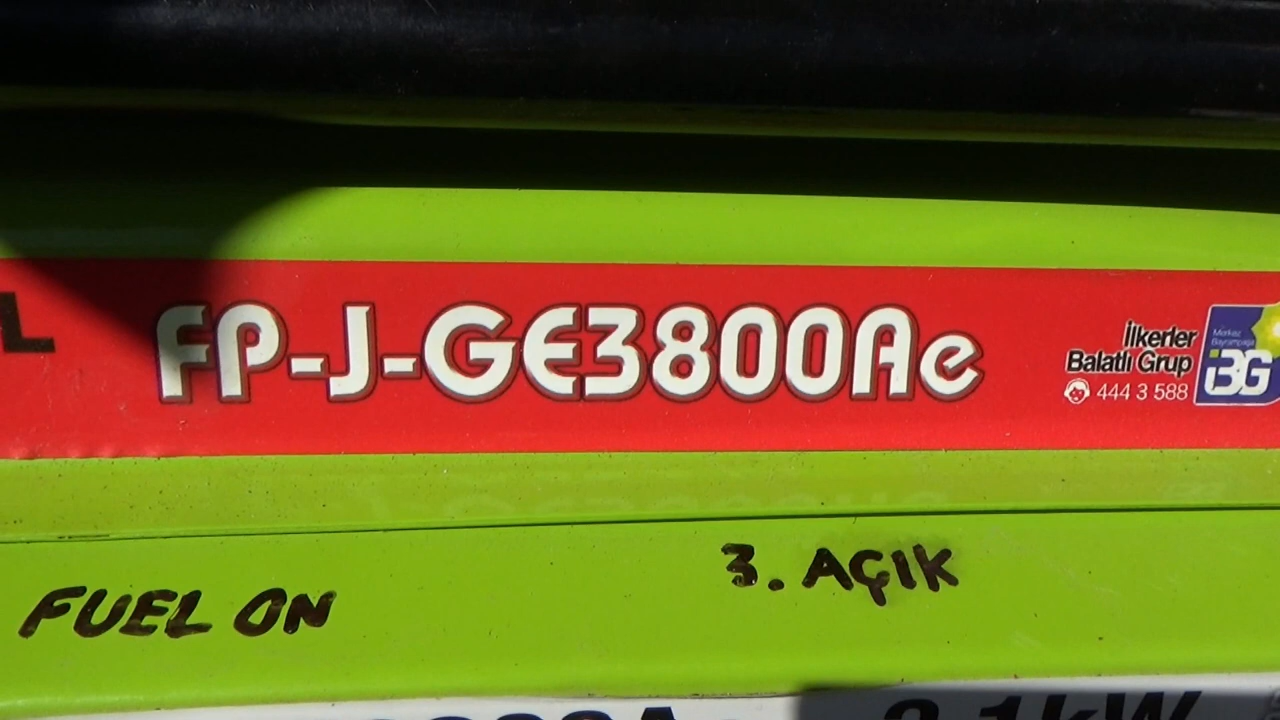 FP-J-GE3800Ae
İlkerler
Balatlı Grup
444 3 588
Merkez
Bayrampaşa
İBG
3. AÇIK
FUEL ON